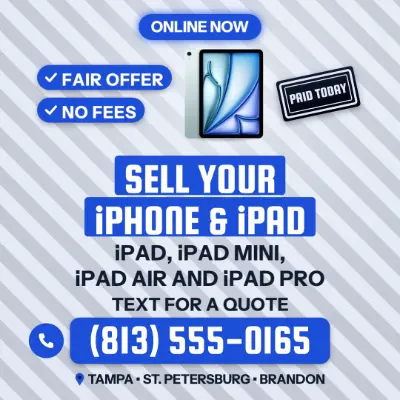 ONLINE NOW
FAIR OFFER
NO FEES
PAID TODAY
SELL YOUR
iPHONE & iPAD
iPAD, iPAD MINI,
iPAD AIR AND iPAD PRO
TEXT FOR A QUOTE
(813) 555-0165
TAMPA • ST. PETERSBURG • BRANDON